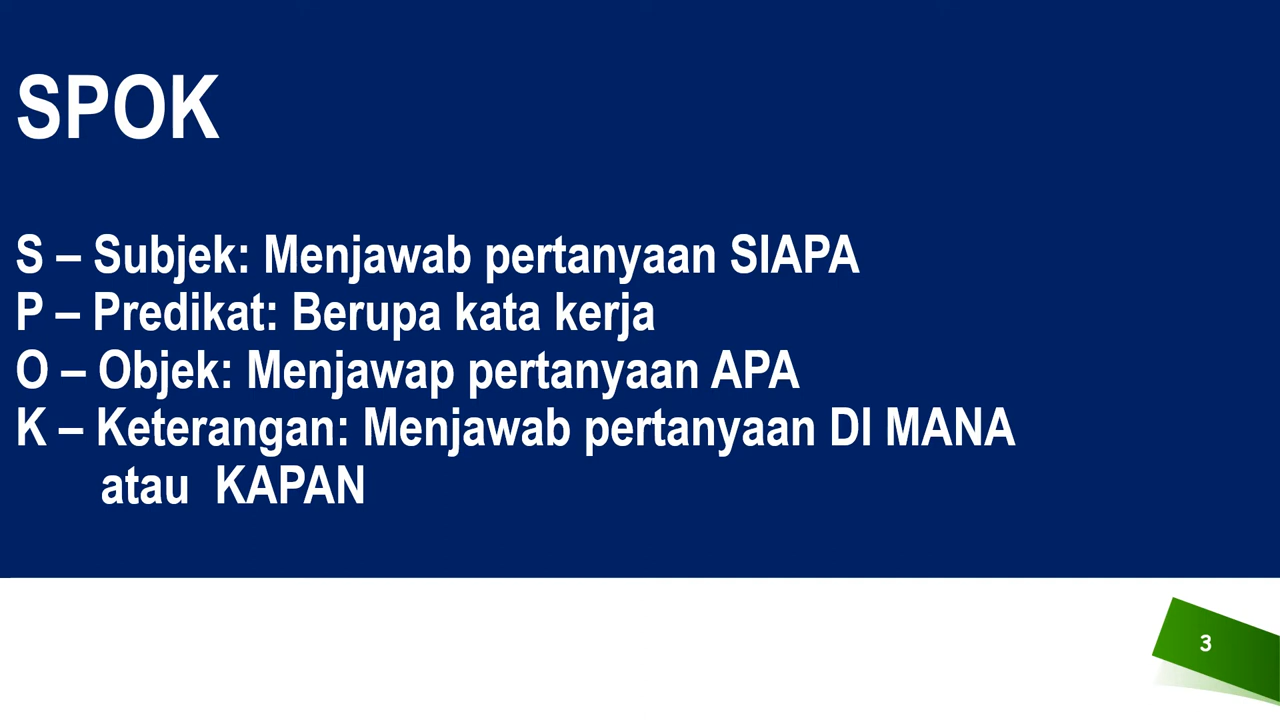 SPOK
S – Subjek: Menjawab pertanyaan SIAPA
P – Predikat: Berupa kata kerja
O – Objek: Menjawap pertanyaan APA
K – Keterangan: Menjawab pertanyaan DI MANA
atau KAPAN
3